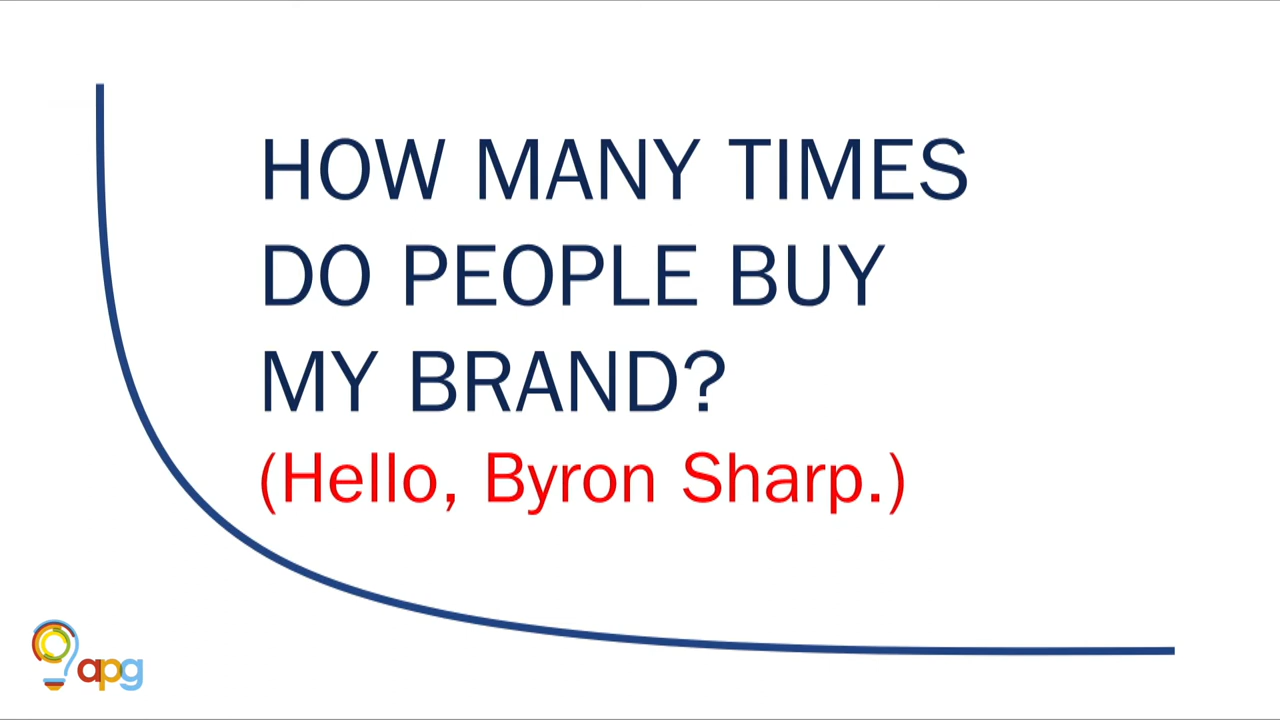 HOW MANY TIMES
DO PEOPLE BUY
MY BRAND?
(Hello, Byron Sharp.)
apg